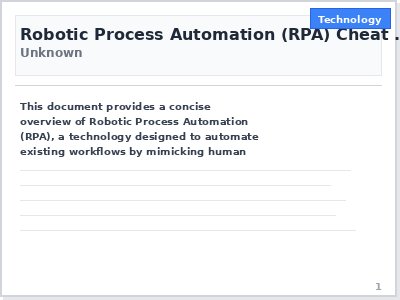 Technology
Robotic Process Automation (RPA) Cheat .
Unknown
This document provides a concise
overview of Robotic Process Automation
(RPA), a technology designed to automate
existing workflows by mimicking human
1